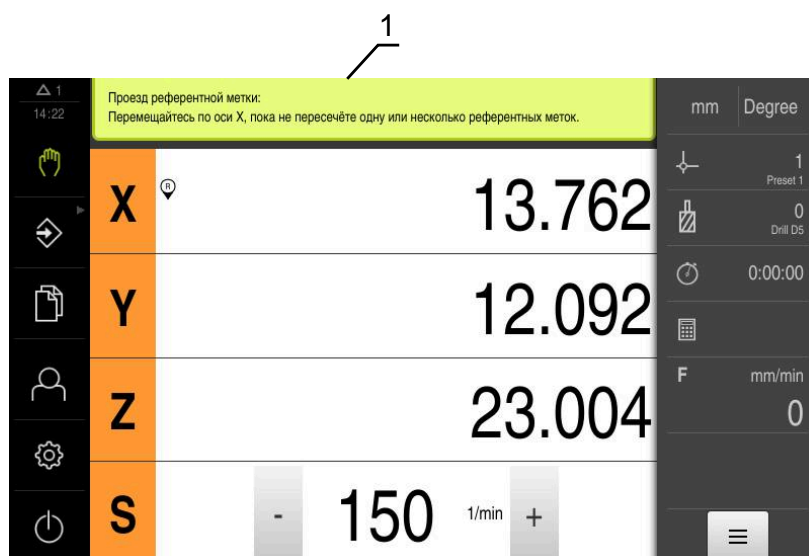 1
1
14:22
Проезд референтной метки:
Перемещайтесь по оси X, пока не пересечёте одну или несколько референтных меток.
mm Degree
X R 13.762
Y 12.092
Z 23.004
S - 150 1/min +
1
Preset 1
0
Drill D5
0:00:00
F mm/min
0